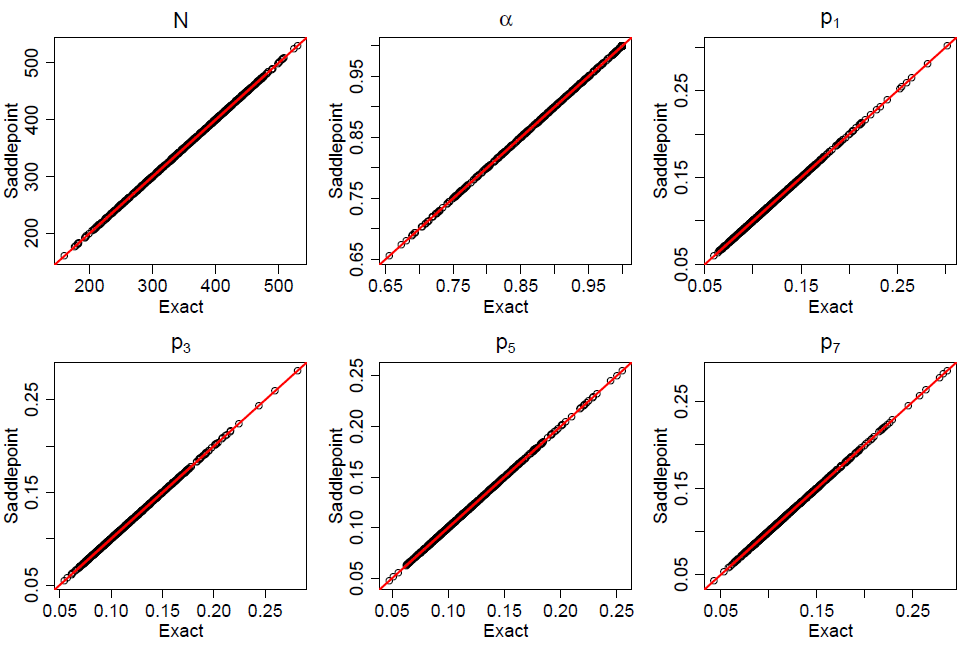 N
α
p1
500
400
300
200
Saddlepoint
200 300 400 500
Exact
0.95
0.85
0.75
0.65
Saddlepoint
0.65 0.75 0.85 0.95
Exact
0.25
0.15
0.05
Saddlepoint
0.05 0.15 0.25
Exact
p3
p5
p7
0.25
0.15
0.05
Saddlepoint
0.05 0.10 0.15 0.20 0.25
Exact
0.25
0.20
0.15
0.10
0.05
Saddlepoint
0.05 0.10 0.15 0.20 0.25
Exact
0.25
0.15
0.05
Saddlepoint
0.05 0.15 0.25
Exact